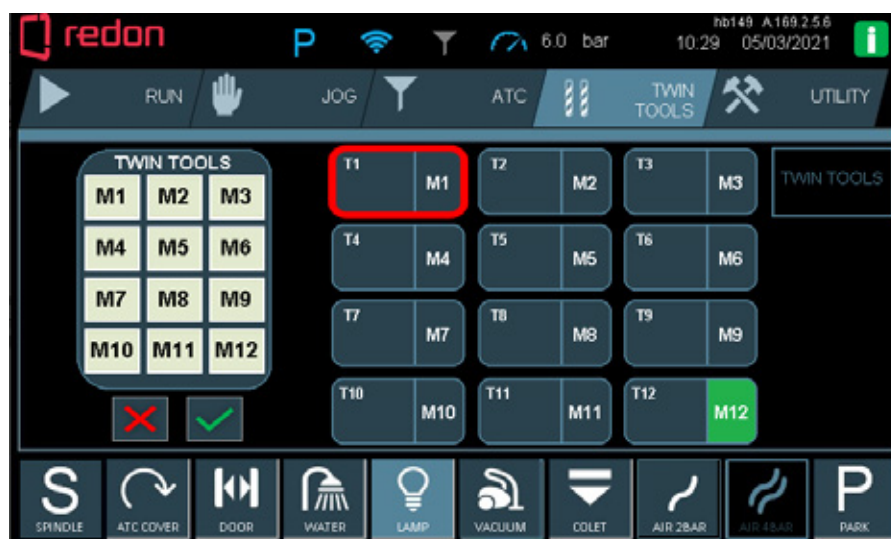 redon
P
6.0 bar
hb149 A169.2.5.6
10:29 05/03/2021
i
RUN
JOG
ATC
TWIN
TOOLS
UTILITY
TWIN TOOLS
M1 M2 M3
M4 M5 M6
M7 M8 M9
M10 M11 M12
T1 M1
T2 M2
T3 M3
T4 M4
T5 M5
T6 M6
T7 M7
T8 M8
T9 M9
T10 M10
T11 M11
T12 M12
TWIN TOOLS
S
SPINDLE
ATC COVER
DOOR
WATER
LAMP
VACUUM
COLET
AIR 2BAR
AIR 4BAR
P
PARK